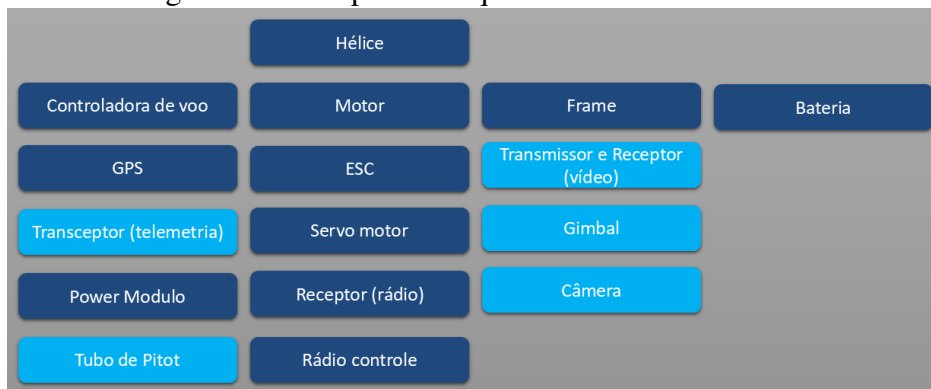 Hélice
Controladora de voo
Motor
Frame
Bateria
GPS
ESC
Transmissor e Receptor
(vídeo)
Transceptor (telemetria)
Servo motor
Gimbal
Power Modulo
Receptor (rádio)
Câmera
Tubo de Pitot
Rádio controle